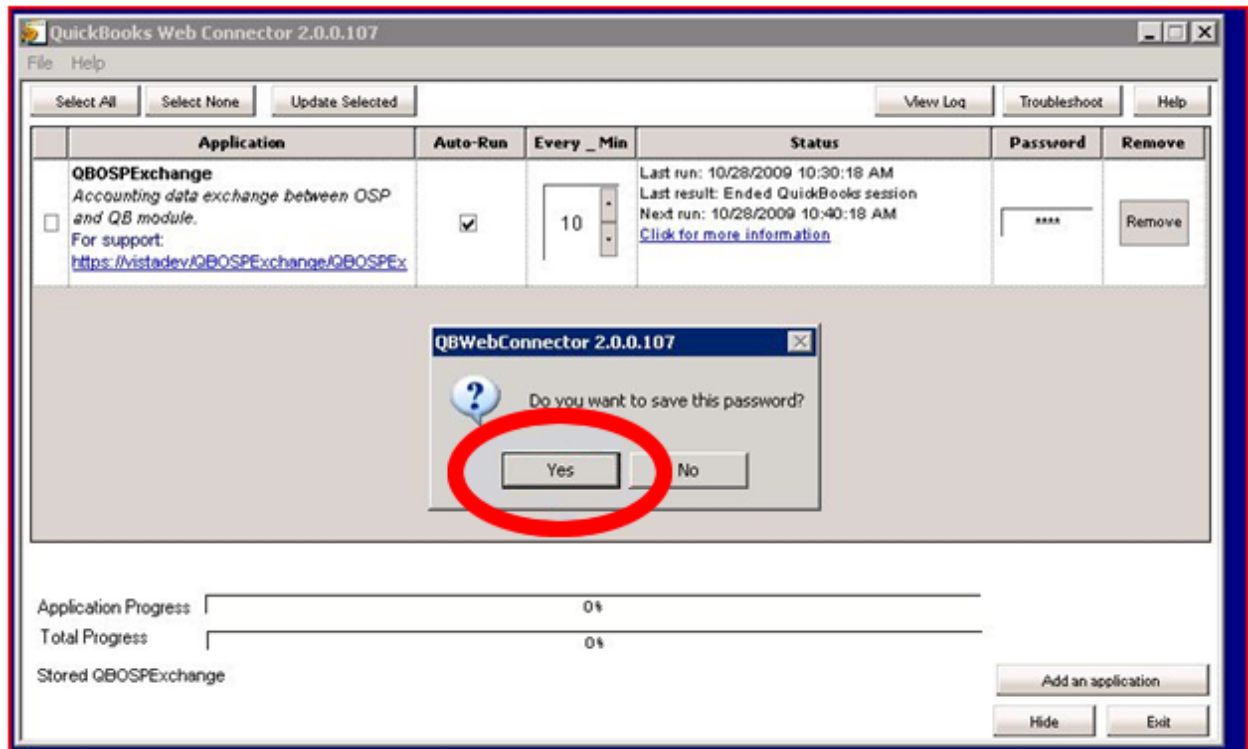 QuickBooks Web Connector 2.0.0.107
File Help
Select All Select None Update Selected View Log Troubleshoot Help
Application Auto-Run Every _ Min Status Password Remove
QBOSPExchange
Accounting data exchange between OSP
and QB module.
For support:
https://vistadev/QBOSPExchange/QBOSPEx
10
Last run: 10/28/2009 10:30:18 AM
Last result: Ended QuickBooks session
Next run: 10/28/2009 10:40:18 AM
Click for more information
****
Remove
QBWebConnector 2.0.0.107
Do you want to save this password?
Yes No
Application Progress 0%
Total Progress 0%
Stored QBOSPExchange
Add an application
Hide Exit